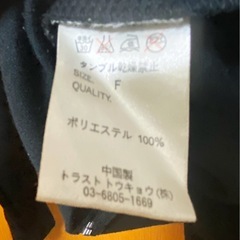 タンブル乾燥禁止
SIZE. F
QUALITY.
ポリエステル 100%
中国製
トラスト トウキョウ(株)
03-6805-1669